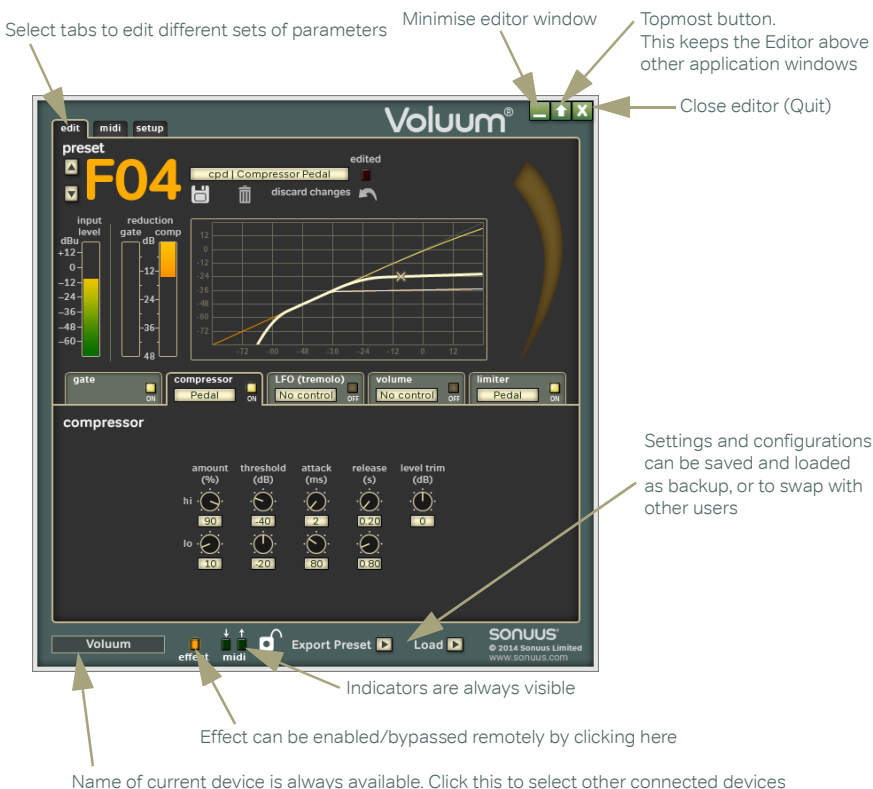 Minimise editor window
Topmost button.
This keeps the Editor above
other application windows
Select tabs to edit different sets of parameters
Close editor (Quit)
Voluum®
edit midi setup
preset
F04
edited
cpd | Compressor Pedal
discard changes
input
level
reduction
gate comp
dBu
+12
0
-12
-24
-36
-48
-60
dB
-12
-24
-36
48
12
0
-12
-24
-36
-48
-60
-72
-72 -60 -48 -36 -24 -12 0 12
gate
ON
compressor
Pedal
ON
LFO (tremolo)
No control
OFF
volume
No control
OFF
limiter
Pedal
ON
compressor
amount
(%)
threshold
(dB)
attack
(ms)
release
(s)
level trim
(dB)
hi
90 -40 2 0.20 0
lo
10 -20 80 0.80
Settings and configurations
can be saved and loaded
as backup, or to swap with
other users
Voluum
effect
midi
Export Preset
Load
sonuus®
© 2014 Sonuus Limited
www.sonuus.com
Indicators are always visible
Effect can be enabled/bypassed remotely by clicking here
Name of current device is always available. Click this to select other connected devices